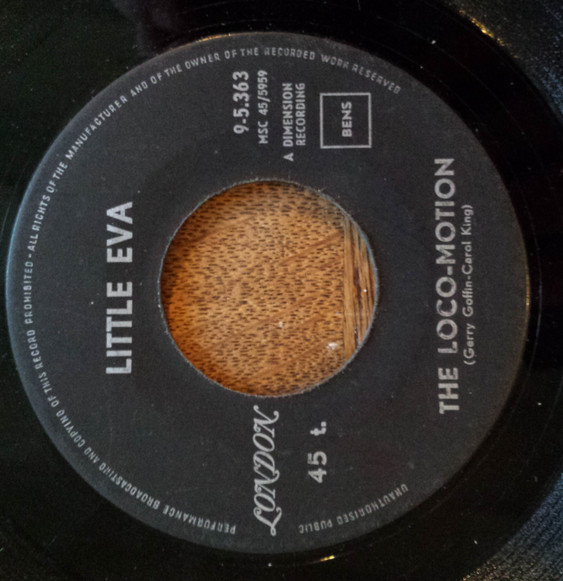 UNAUTHORISED PUBLIC PERFORMANCE BROADCASTING AND COPYING OF THIS RECORD PROHIBITED - ALL RIGHTS OF THE MANUFACTURER AND OF THE OWNER OF THE RECORDED WORK RESERVED
LITTLE EVA
LONDON
45 t.
9-5.363
MSC 45/5959
A DIMENSION
RECORDING
BENS
THE LOCO-MOTION
(Gerry Goffin-Carol King)